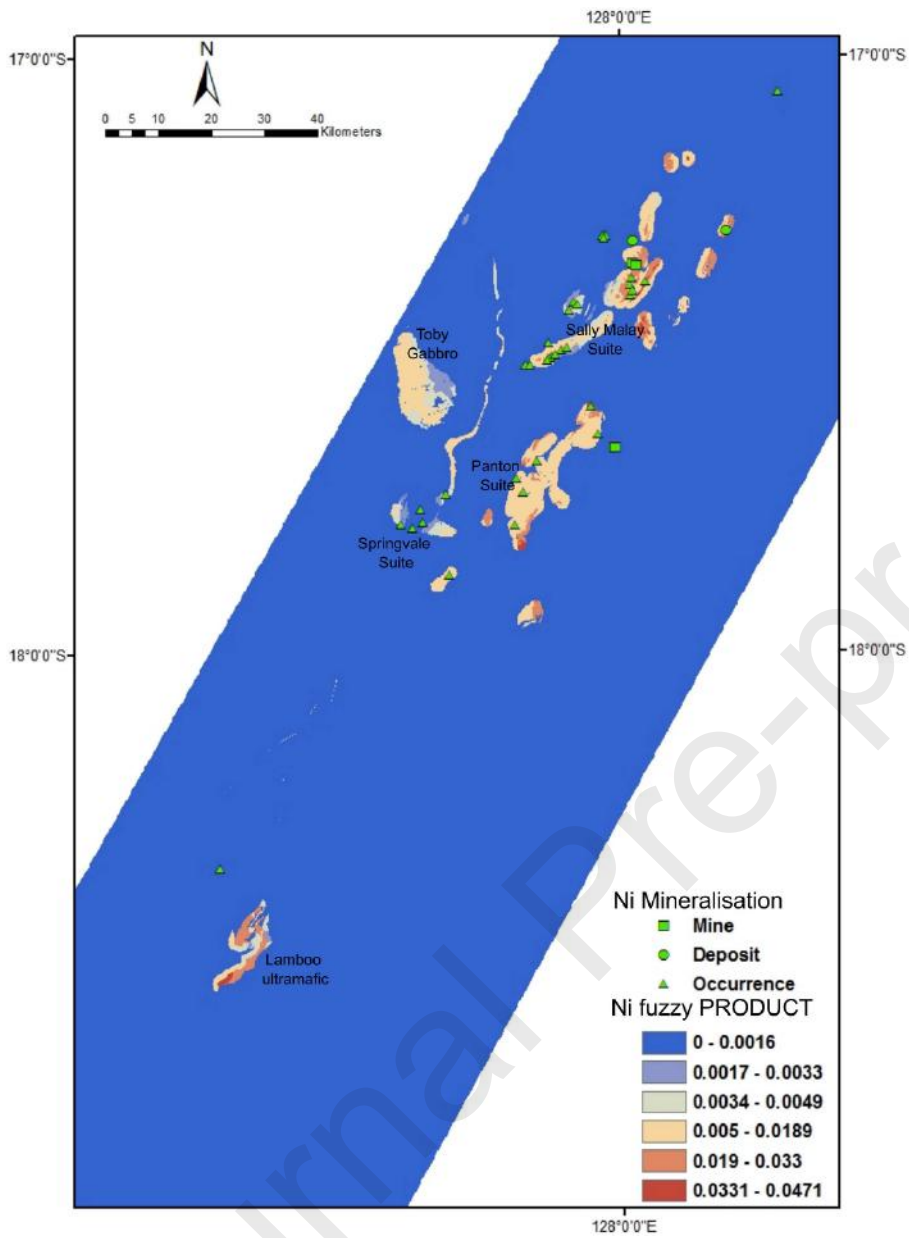 128°0'0"E
17°0'0"S
17°0'0"S
N
0 5 10 20 30 40
Kilometers
Toby
Gabbro
Sally Malay
Suite
Panton
Suite
Springvale
Suite
18°0'0"S
18°0'0"S
Lamboo
ultramafic
Ni Mineralisation
Mine
Deposit
Occurrence
Ni fuzzy PRODUCT
0 - 0.0016
0.0017 - 0.0033
0.0034 - 0.0049
0.005 - 0.0189
0.019 - 0.033
0.0331 - 0.0471
128°0'0"E
urnal Pre-pr